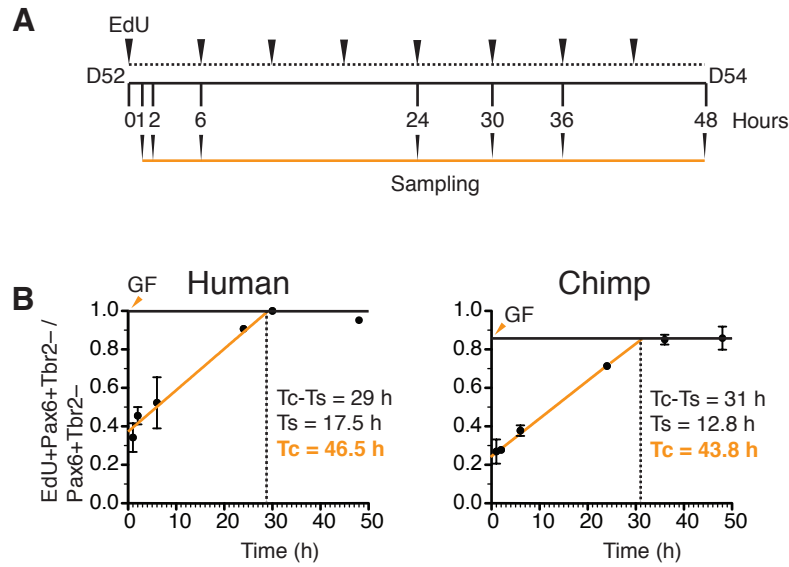 A
EdU
D52
D54
0 1 2 6 24 30 36 48 Hours
Sampling
B
Human
GF
1.0
0.8
0.6
0.4
0.2
0.0
EdU+Pax6+Tbr2– /
Pax6+Tbr2–
Tc-Ts = 29 h
Ts = 17.5 h
Tc = 46.5 h
0 10 20 30 40 50
Time (h)
Chimp
GF
1.0
0.8
0.6
0.4
0.2
0.0
Tc-Ts = 31 h
Ts = 12.8 h
Tc = 43.8 h
0 10 20 30 40 50
Time (h)